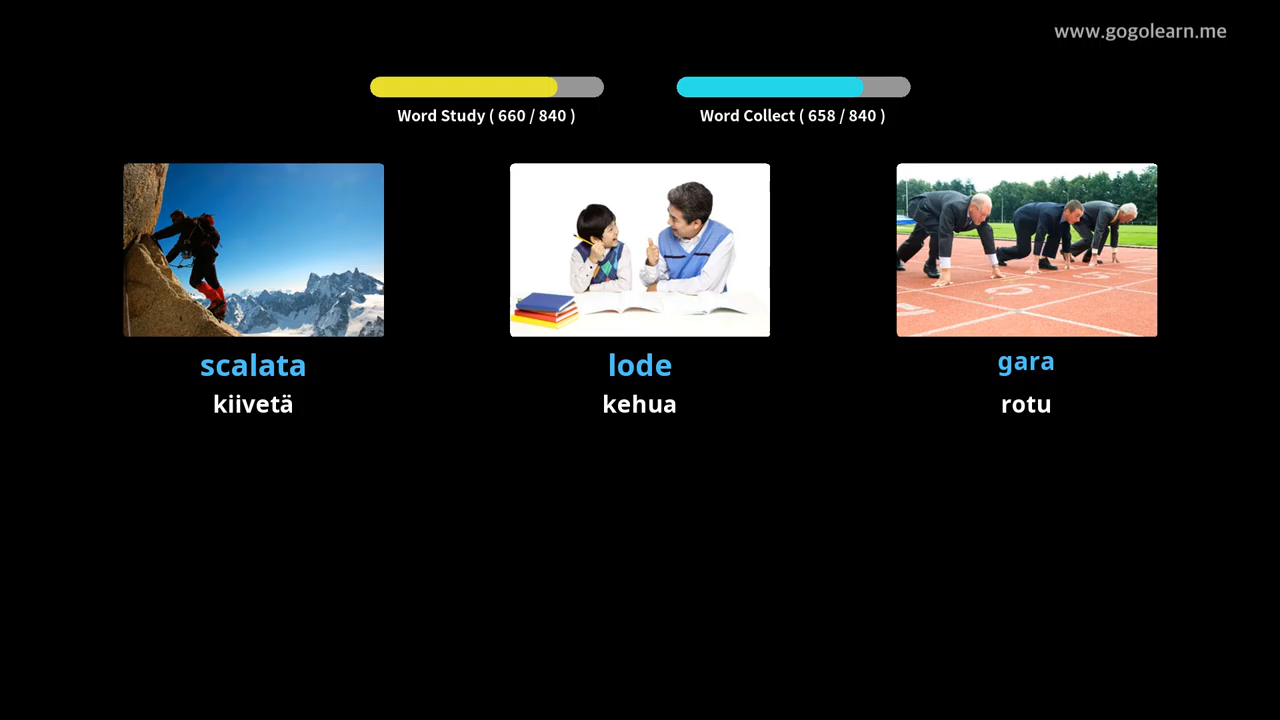 www.gogolearn.me
Word Study ( 660 / 840 )
Word Collect ( 658 / 840 )
scalata
kiivetä
lode
kehua
gara
rotu